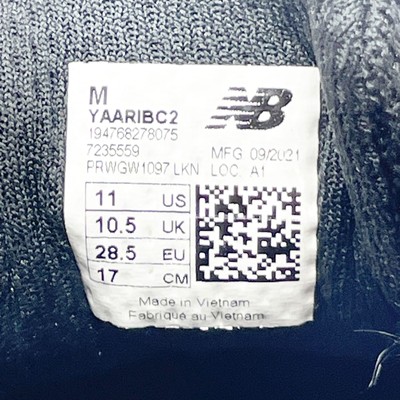 M
NB
YAARIBC2
194768278075
7235559 MFG 09/2021
PRWGW1097 LKN LOC A1
11 US
10.5 UK
28.5 EU
17 CM
Made in Vietnam
Fabriqué au Vietnam